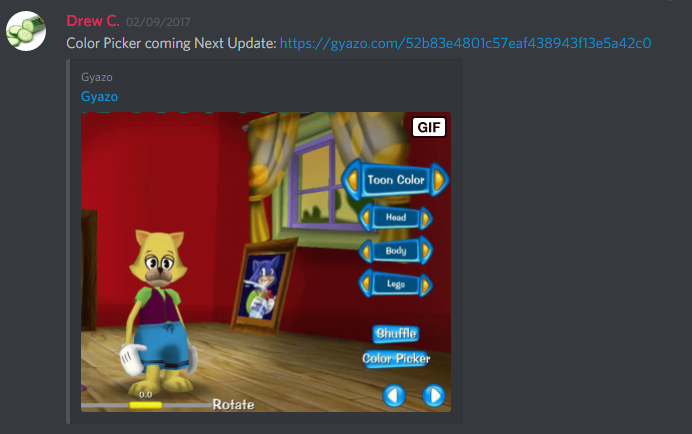 Drew C. 02/09/2017
Color Picker coming Next Update: https://gyazo.com/52b83e4801c57eaf438943f13e5a42c0
Gyazo
Gyazo
GIF
Toon Color
Head
Body
Legs
Shuffle
Color Picker
0.0
Rotate